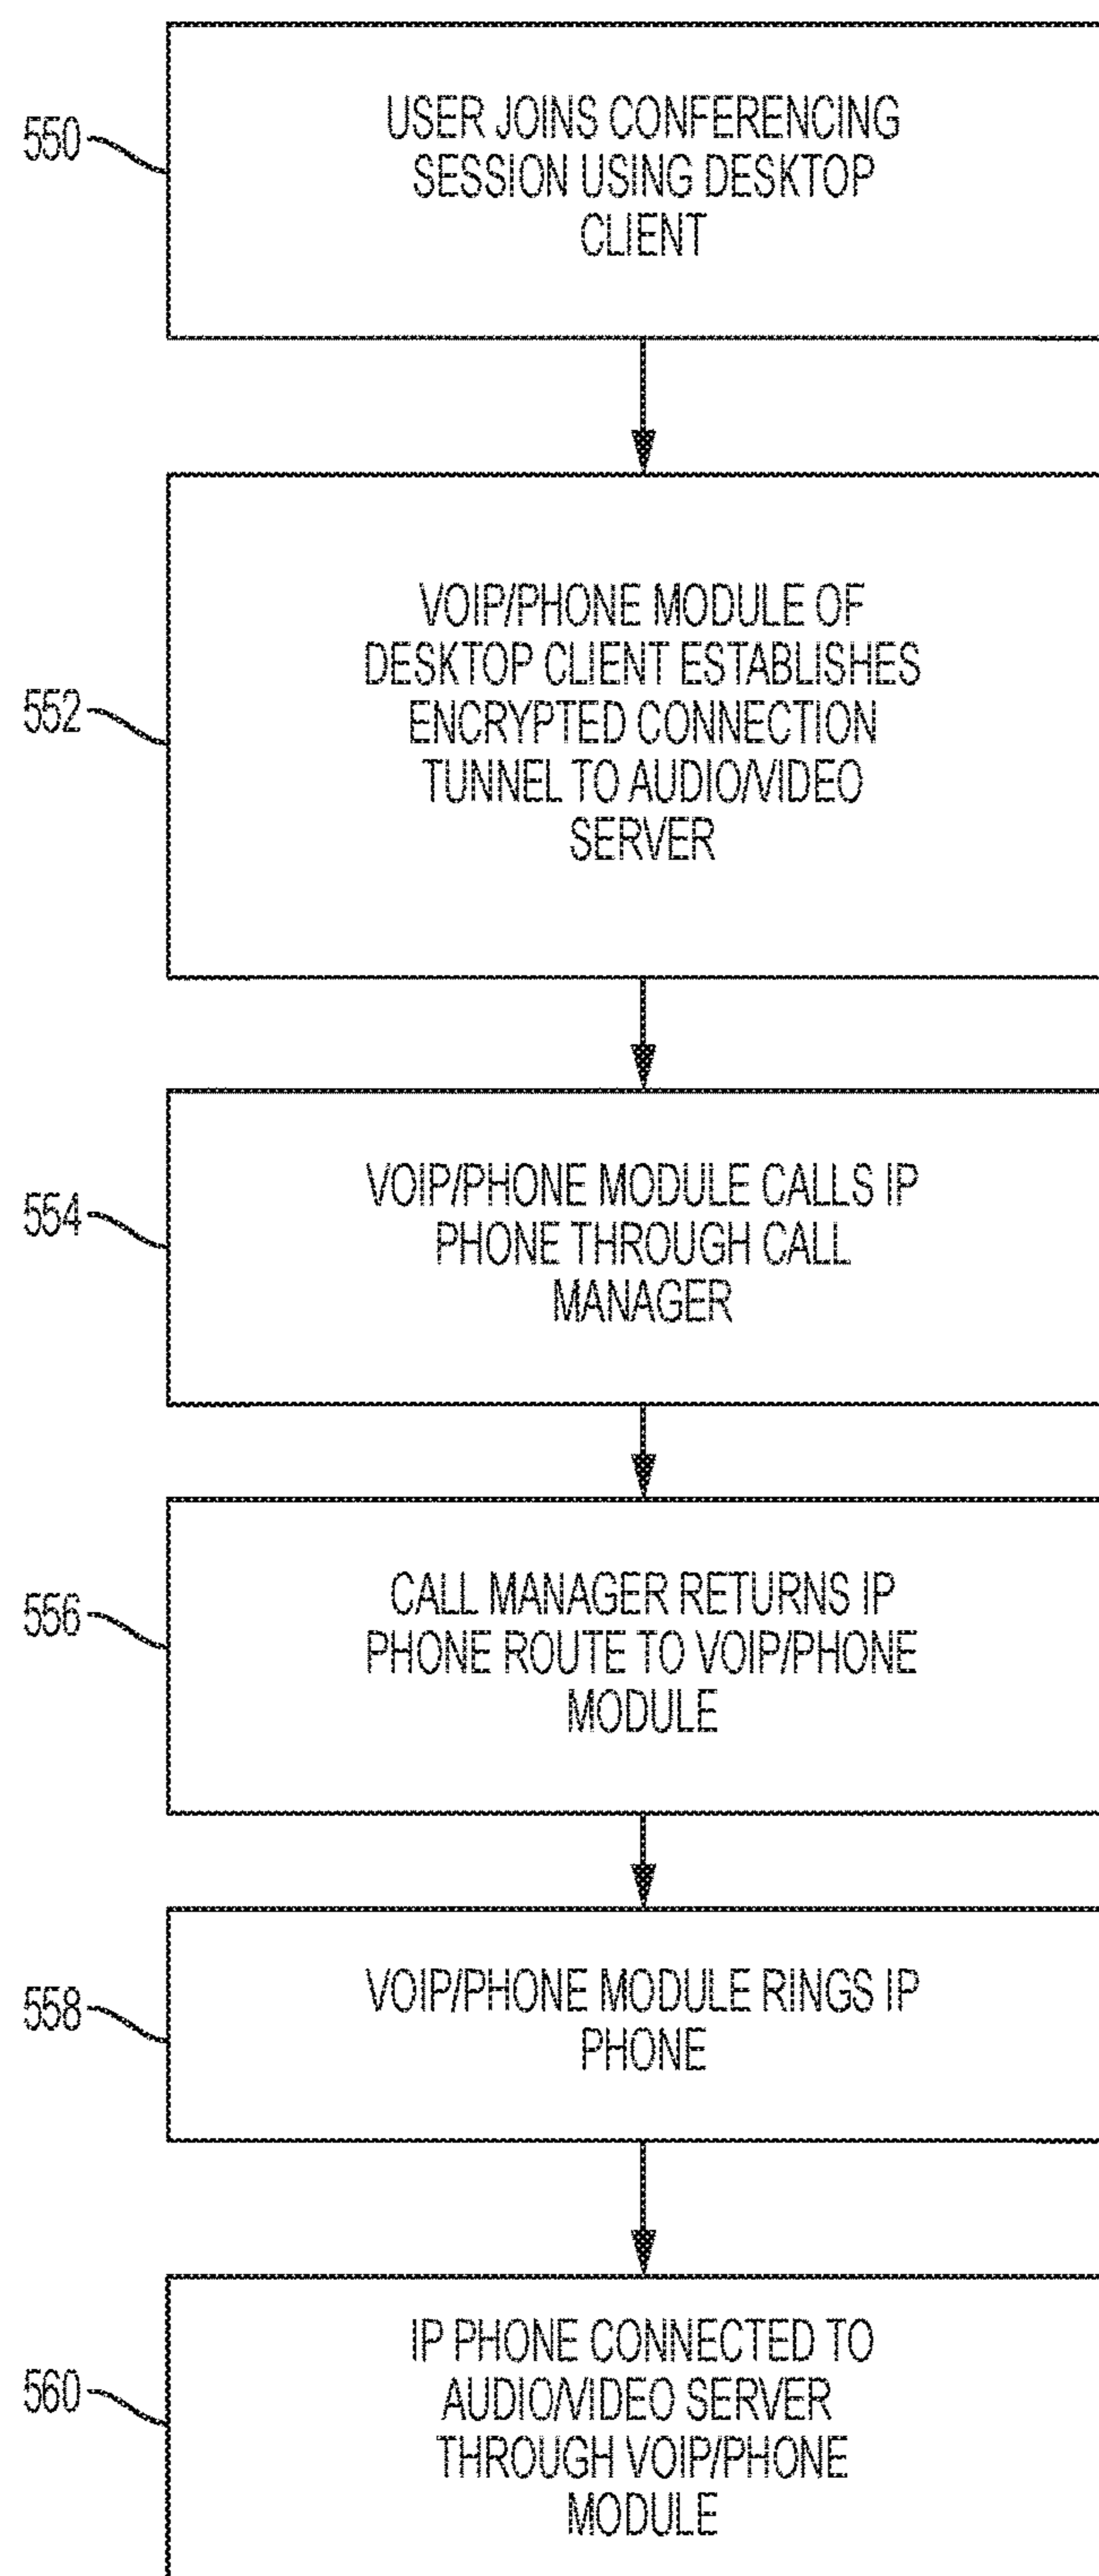 550
USER JOINS CONFERENCING
SESSION USING DESKTOP
CLIENT
552
VOIP/PHONE MODULE OF
DESKTOP CLIENT ESTABLISHES
ENCRYPTED CONNECTION
TUNNEL TO AUDIO/VIDEO
SERVER
554
VOIP/PHONE MODULE CALLS IP
PHONE THROUGH CALL
MANAGER
556
CALL MANAGER RETURNS IP
PHONE ROUTE TO VOIP/PHONE
MODULE
558
VOIP/PHONE MODULE RINGS IP
PHONE
560
IP PHONE CONNECTED TO
AUDIO/VIDEO SERVER
THROUGH VOIP/PHONE
MODULE